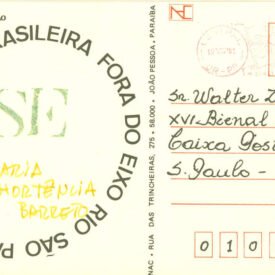 BRASILEIRA FORA DO EIXO RIO SÃO PA
SE
MARIA
HORTÊNCIA
BARRETO
NAC • RUA DAS TRINCHEIRAS, 275 • 58.000 • JOÃO PESSOA, PARAÍBA
Sr. Walter Z
XVI Bienal
Caixa Post
S. Paulo -
0 1 0